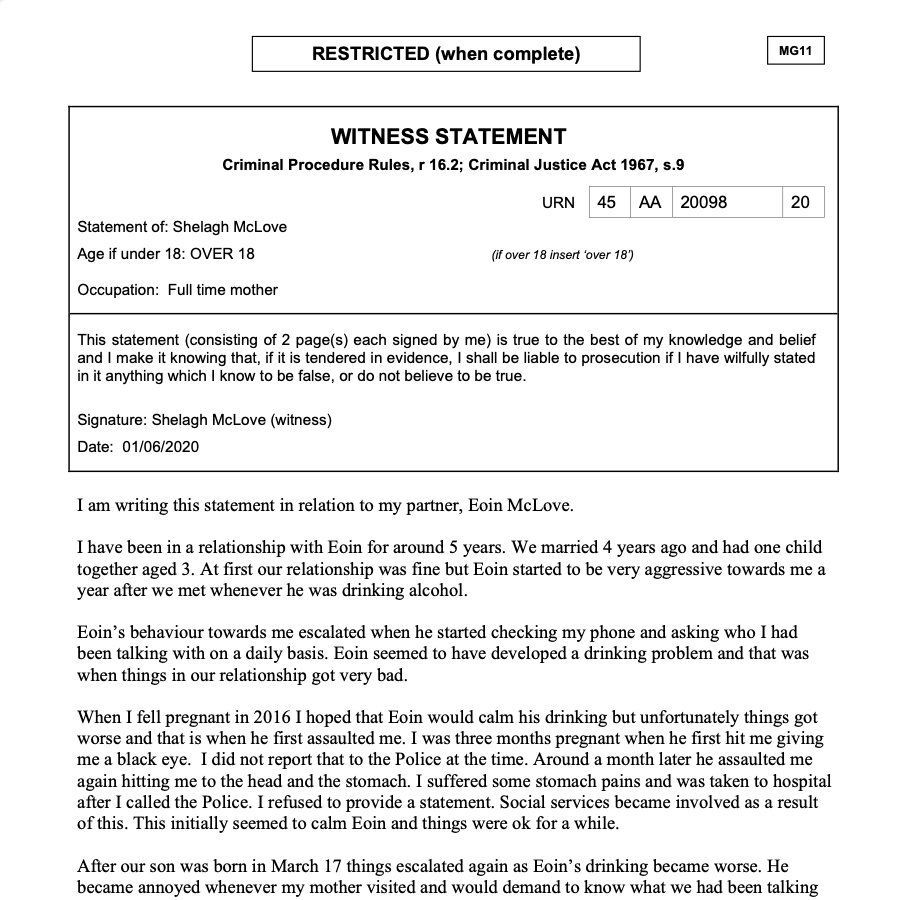 RESTRICTED (when complete)
MG11
WITNESS STATEMENT
Criminal Procedure Rules, r 16.2; Criminal Justice Act 1967, s.9
URN 45 AA 20098 20
Statement of: Shelagh McLove
Age if under 18: OVER 18 (if over 18 insert ‘over 18’)
Occupation: Full time mother
This statement (consisting of 2 page(s) each signed by me) is true to the best of my knowledge and belief
and I make it knowing that, if it is tendered in evidence, I shall be liable to prosecution if I have wilfully stated
in it anything which I know to be false, or do not believe to be true.
Signature: Shelagh McLove (witness)
Date: 01/06/2020
I am writing this statement in relation to my partner, Eoin McLove.
I have been in a relationship with Eoin for around 5 years. We married 4 years ago and had one child
together aged 3. At first our relationship was fine but Eoin started to be very aggressive towards me a
year after we met whenever he was drinking alcohol.
Eoin’s behaviour towards me escalated when he started checking my phone and asking who I had
been talking with on a daily basis. Eoin seemed to have developed a drinking problem and that was
when things in our relationship got very bad.
When I fell pregnant in 2016 I hoped that Eoin would calm his drinking but unfortunately things got
worse and that is when he first assaulted me. I was three months pregnant when he first hit me giving
me a black eye. I did not report that to the Police at the time. Around a month later he assaulted me
again hitting me to the head and the stomach. I suffered some stomach pains and was taken to hospital
after I called the Police. I refused to provide a statement. Social services became involved as a result
of this. This initially seemed to calm Eoin and things were ok for a while.
After our son was born in March 17 things escalated again as Eoin’s drinking became worse. He
became annoyed whenever my mother visited and would demand to know what we had been talking